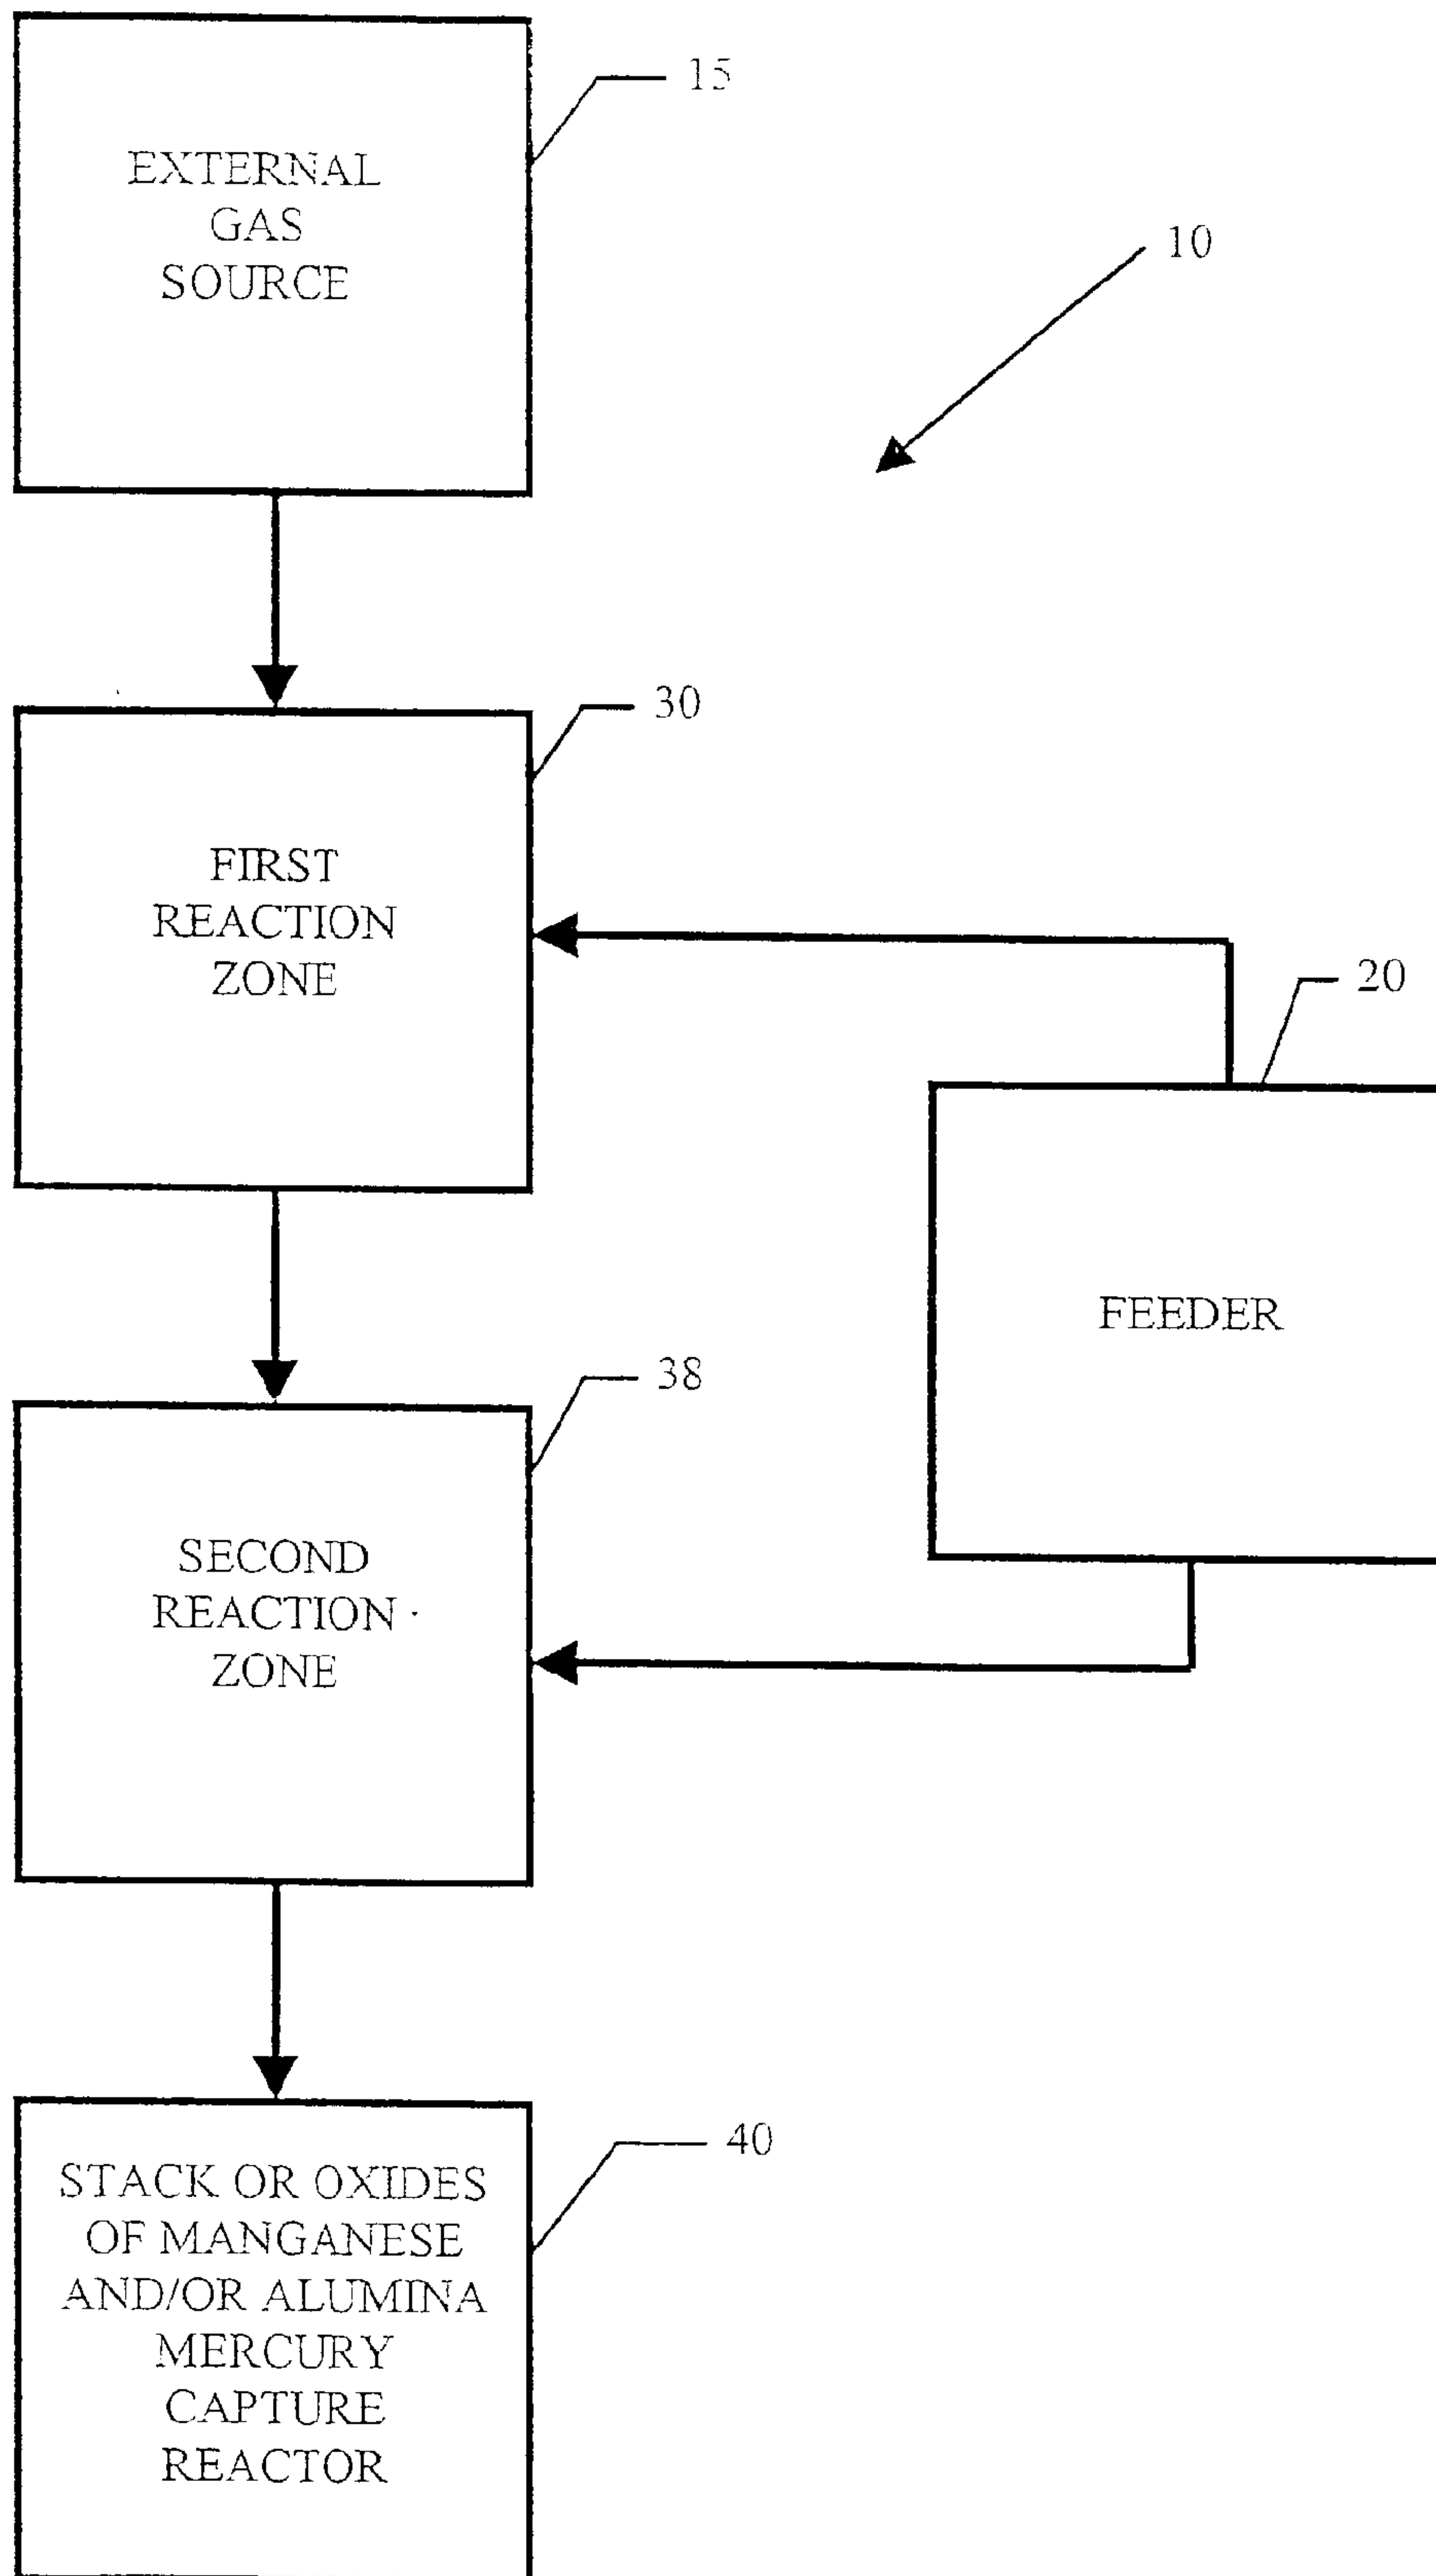 15
EXTERNAL
GAS
SOURCE
10
30
FIRST
REACTION
ZONE
20
FEEDER
38
SECOND
REACTION
ZONE
40
STACK OR OXIDES
OF MANGANESE
AND/OR ALUMINA
MERCURY
CAPTURE
REACTOR